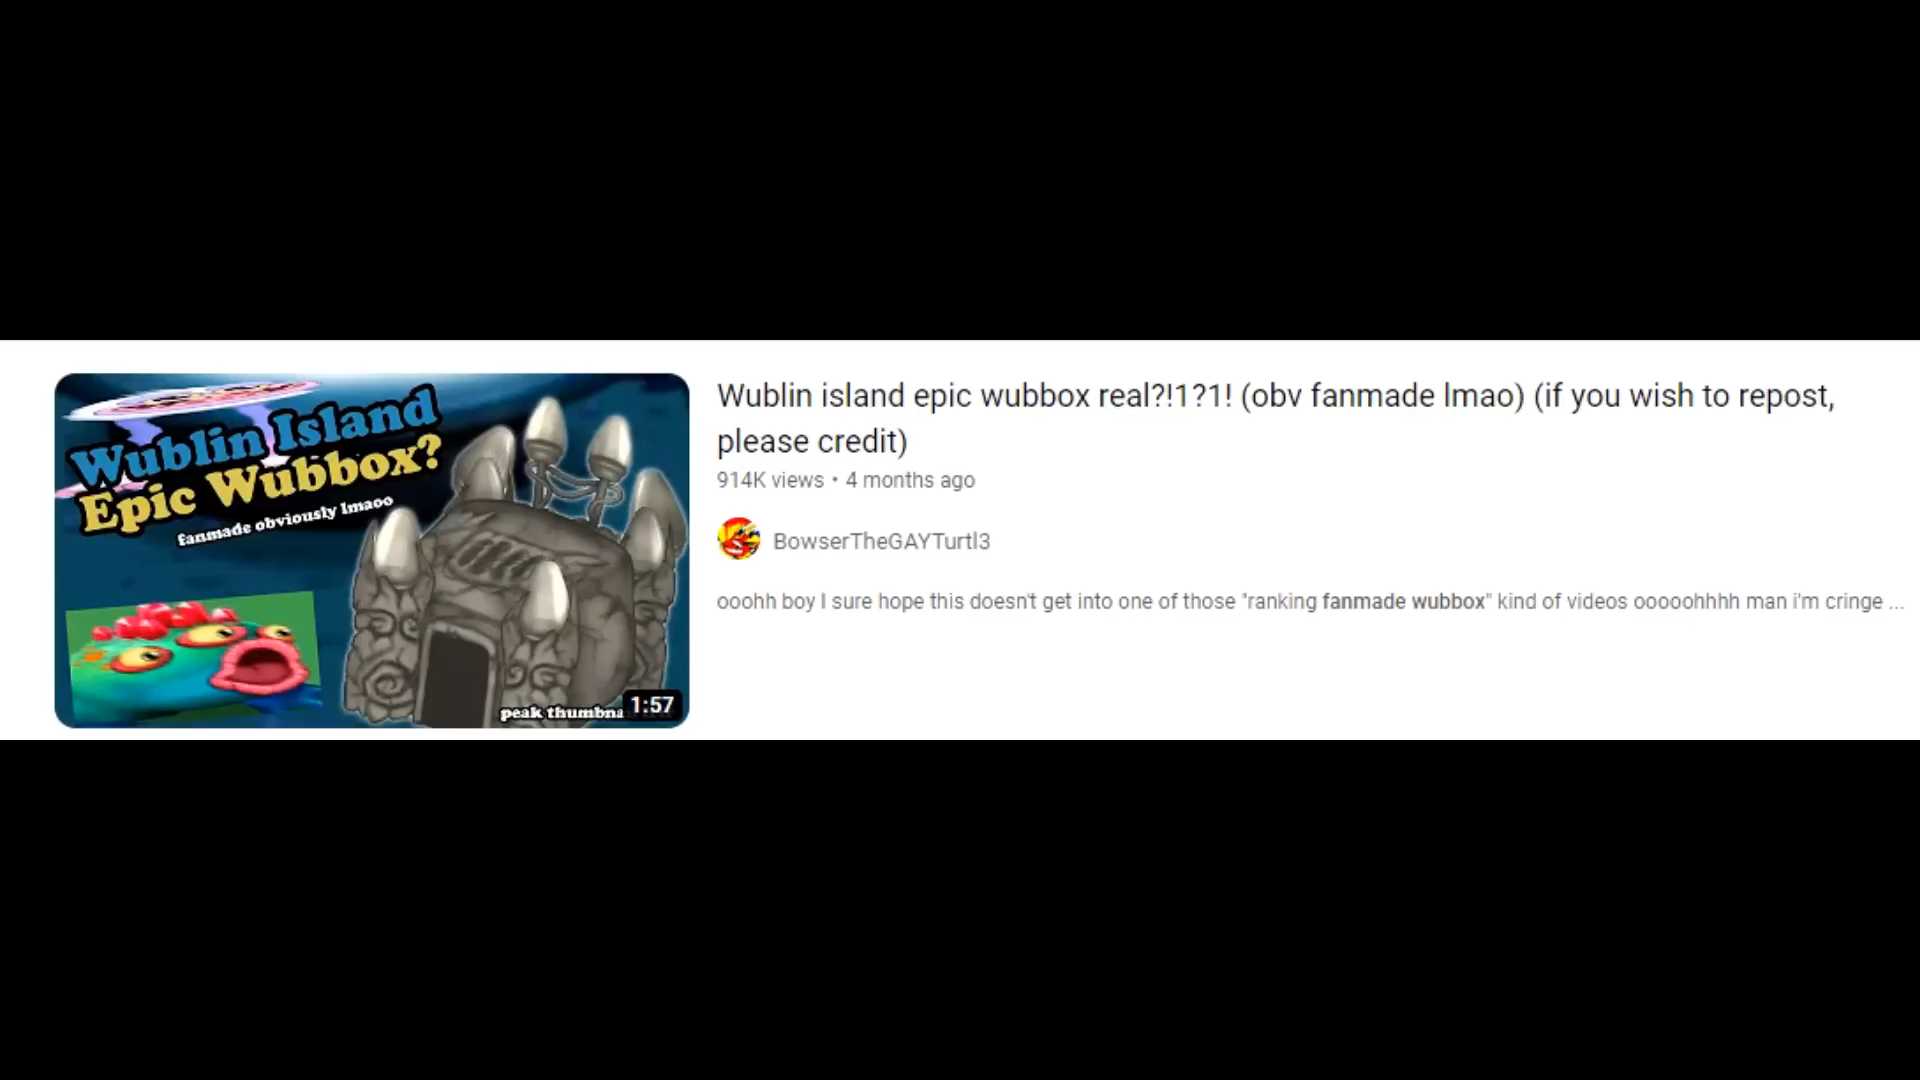 Wublin Island
Epic Wubbox?
fanmade obviously lmaoo
peak
1:57
Wublin island epic wubbox real?!1?1! (obv fanmade lmao) (if you wish to repost,
please credit)
914K views • 4 months ago
BowserTheGAYTurtl3
ooohh boy I sure hope this doesn't get into one of those "ranking fanmade wubbox" kind of videos ooooohhhh man i'm cringe ...